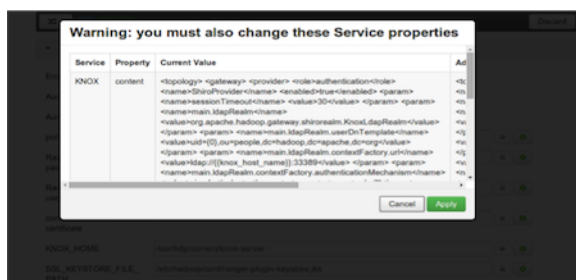 Discard
Warning: you must also change these Service properties
Service Property Current Value Ad
KNOX content <topology> <gateway> <provider> <role>authentication</role>
<name>ShiroProvider</name> <enabled>true</enabled> <param>
<name>sessionTimeout</name> <value>30</value> </param> <param>
<name>main.ldapRealm</name>
<value>org.apache.hadoop.gateway.shirorealm.KnoxLdapRealm</value>
</param> <param> <name>main.ldapRealm.userDnTemplate</name>
<value>uid={0},ou=people,dc=hadoop,dc=apache,dc=org</value>
</param> <param> <name>main.ldapRealm.contextFactory.url</name>
<value>ldap://{{knox_host_name}}:33389</value> </param> <param>
<name>main.ldapRealm.contextFactory.authenticationMechanism</name>
Cancel Apply
certificate
KNOX_HOME
SSL_KEYSTORE_FILE_
PATH